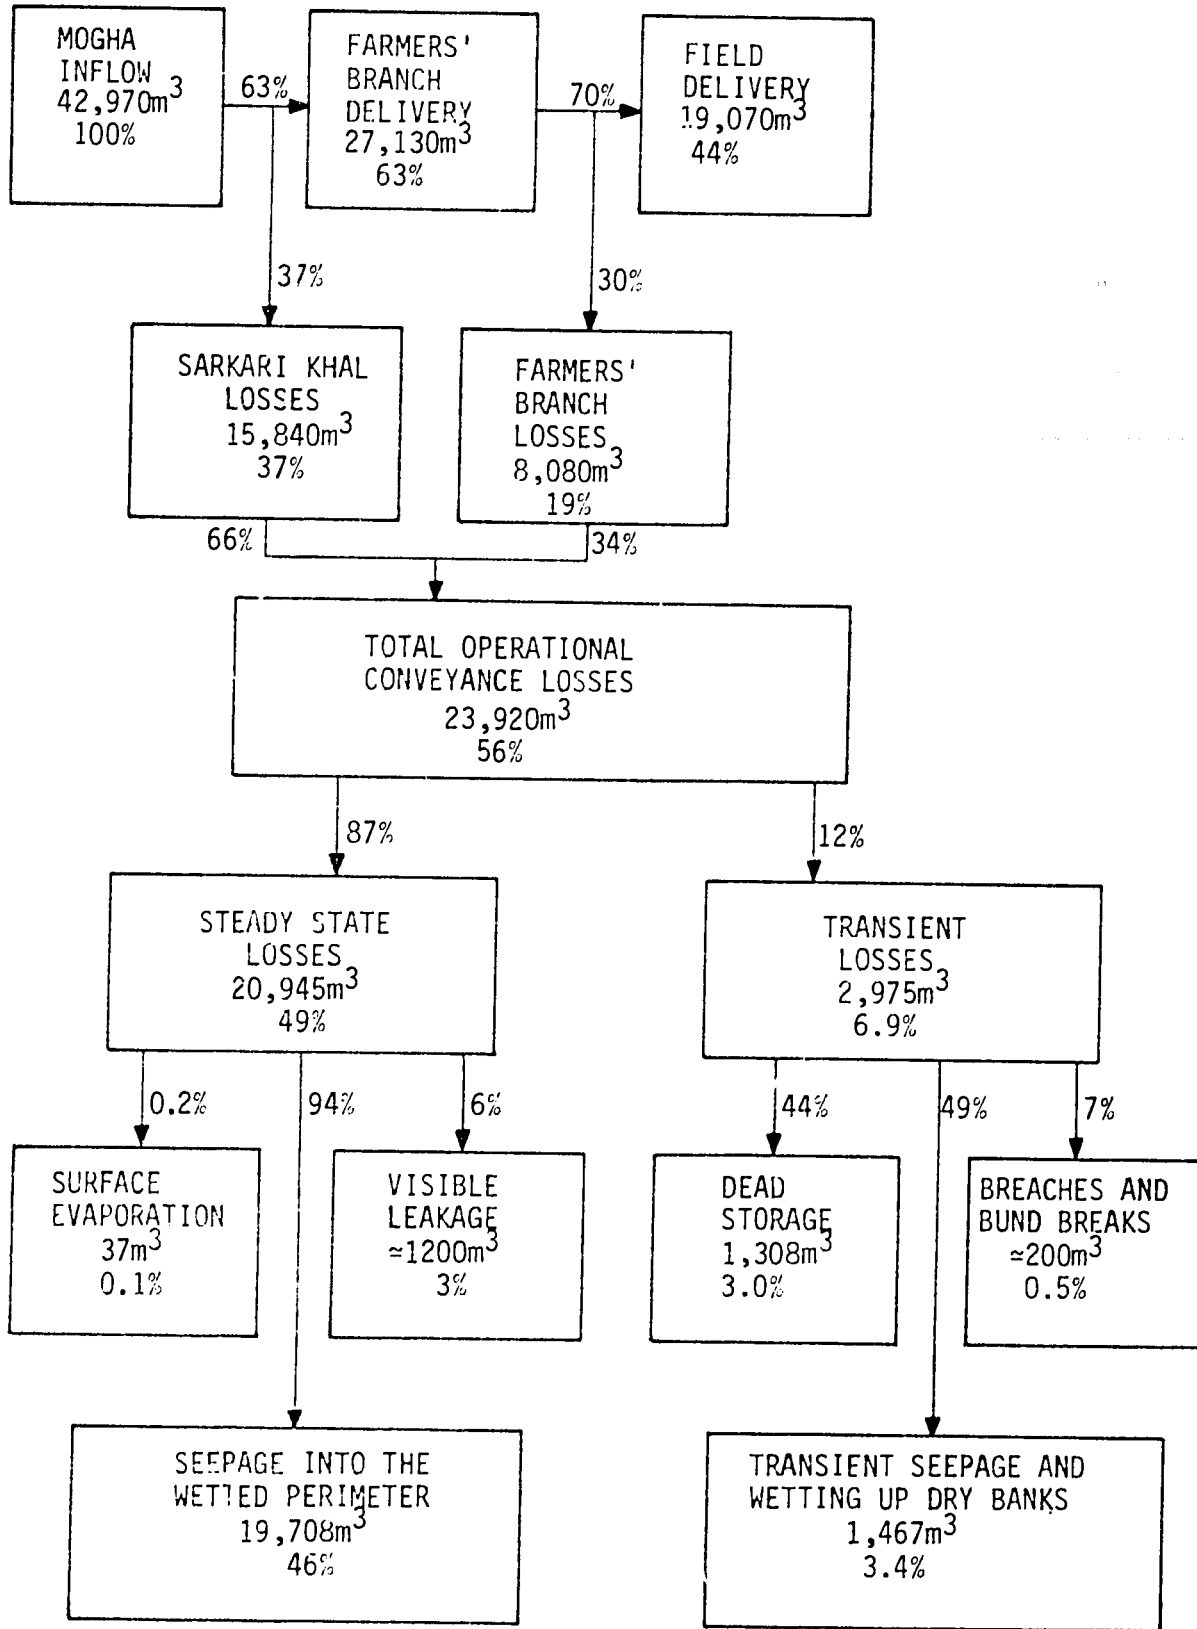 MOGHA
INFLOW
42,970m³
100%
63%
FARMERS'
BRANCH
DELIVERY
27,130m³
63%
70%
FIELD
DELIVERY
19,070m³
44%
37%
30%
SARKARI KHAL
LOSSES
15,840m³
37%
FARMERS'
BRANCH
LOSSES
8,080m³
19%
66%
34%
TOTAL OPERATIONAL
CONVEYANCE LOSSES
23,920m³
56%
87%
12%
STEADY STATE
LOSSES
20,945m³
49%
TRANSIENT
LOSSES
2,975m³
6.9%
0.2%
94%
6%
44%
49%
7%
SURFACE
EVAPORATION
37m³
0.1%
VISIBLE
LEAKAGE
≃1200m³
3%
DEAD
STORAGE
1,308m³
3.0%
BREACHES AND
BUND BREAKS
≃200m³
0.5%
SEEPAGE INTO THE
WETTED PERIMETER
19,708m³
46%
TRANSIENT SEEPAGE AND
WETTING UP DRY BANKS
1,467m³
3.4%